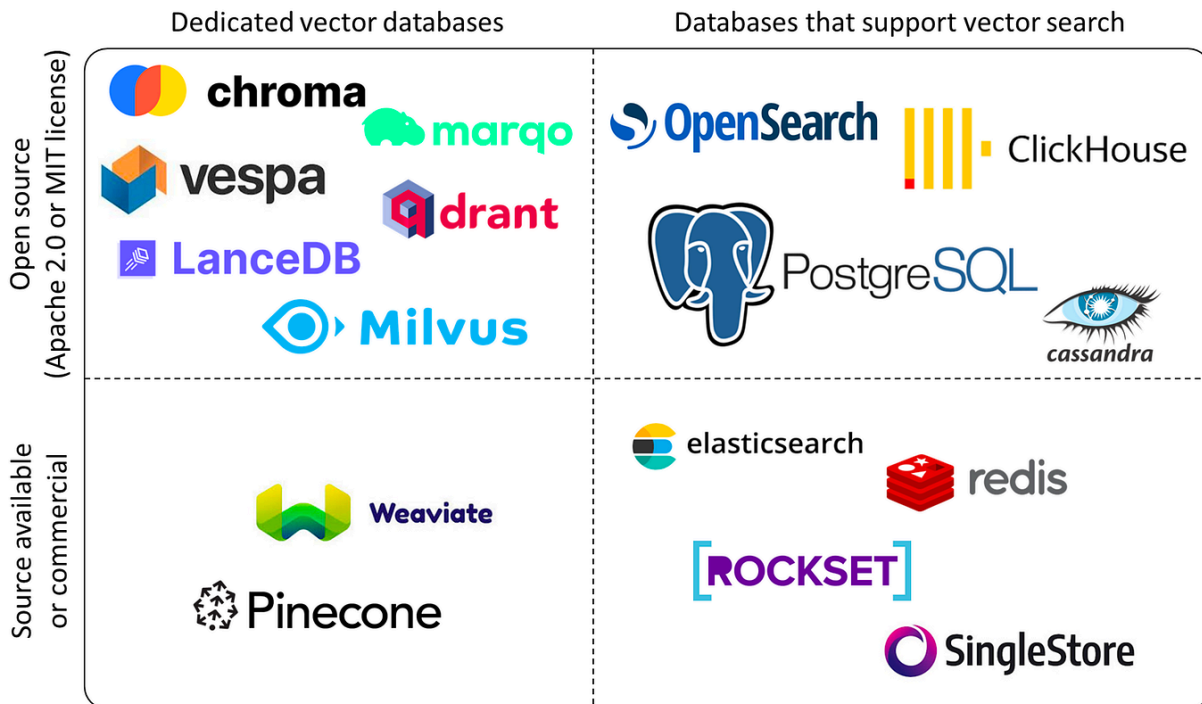 Dedicated vector databases
Databases that support vector search
Open source
(Apache 2.0 or MIT license)
chroma
marqo
vespa
qdrant
LanceDB
Milvus
OpenSearch
ClickHouse
PostgreSQL
cassandra
Source available
or commercial
Weaviate
Pinecone
elasticsearch
redis
[ROCKSET]
SingleStore